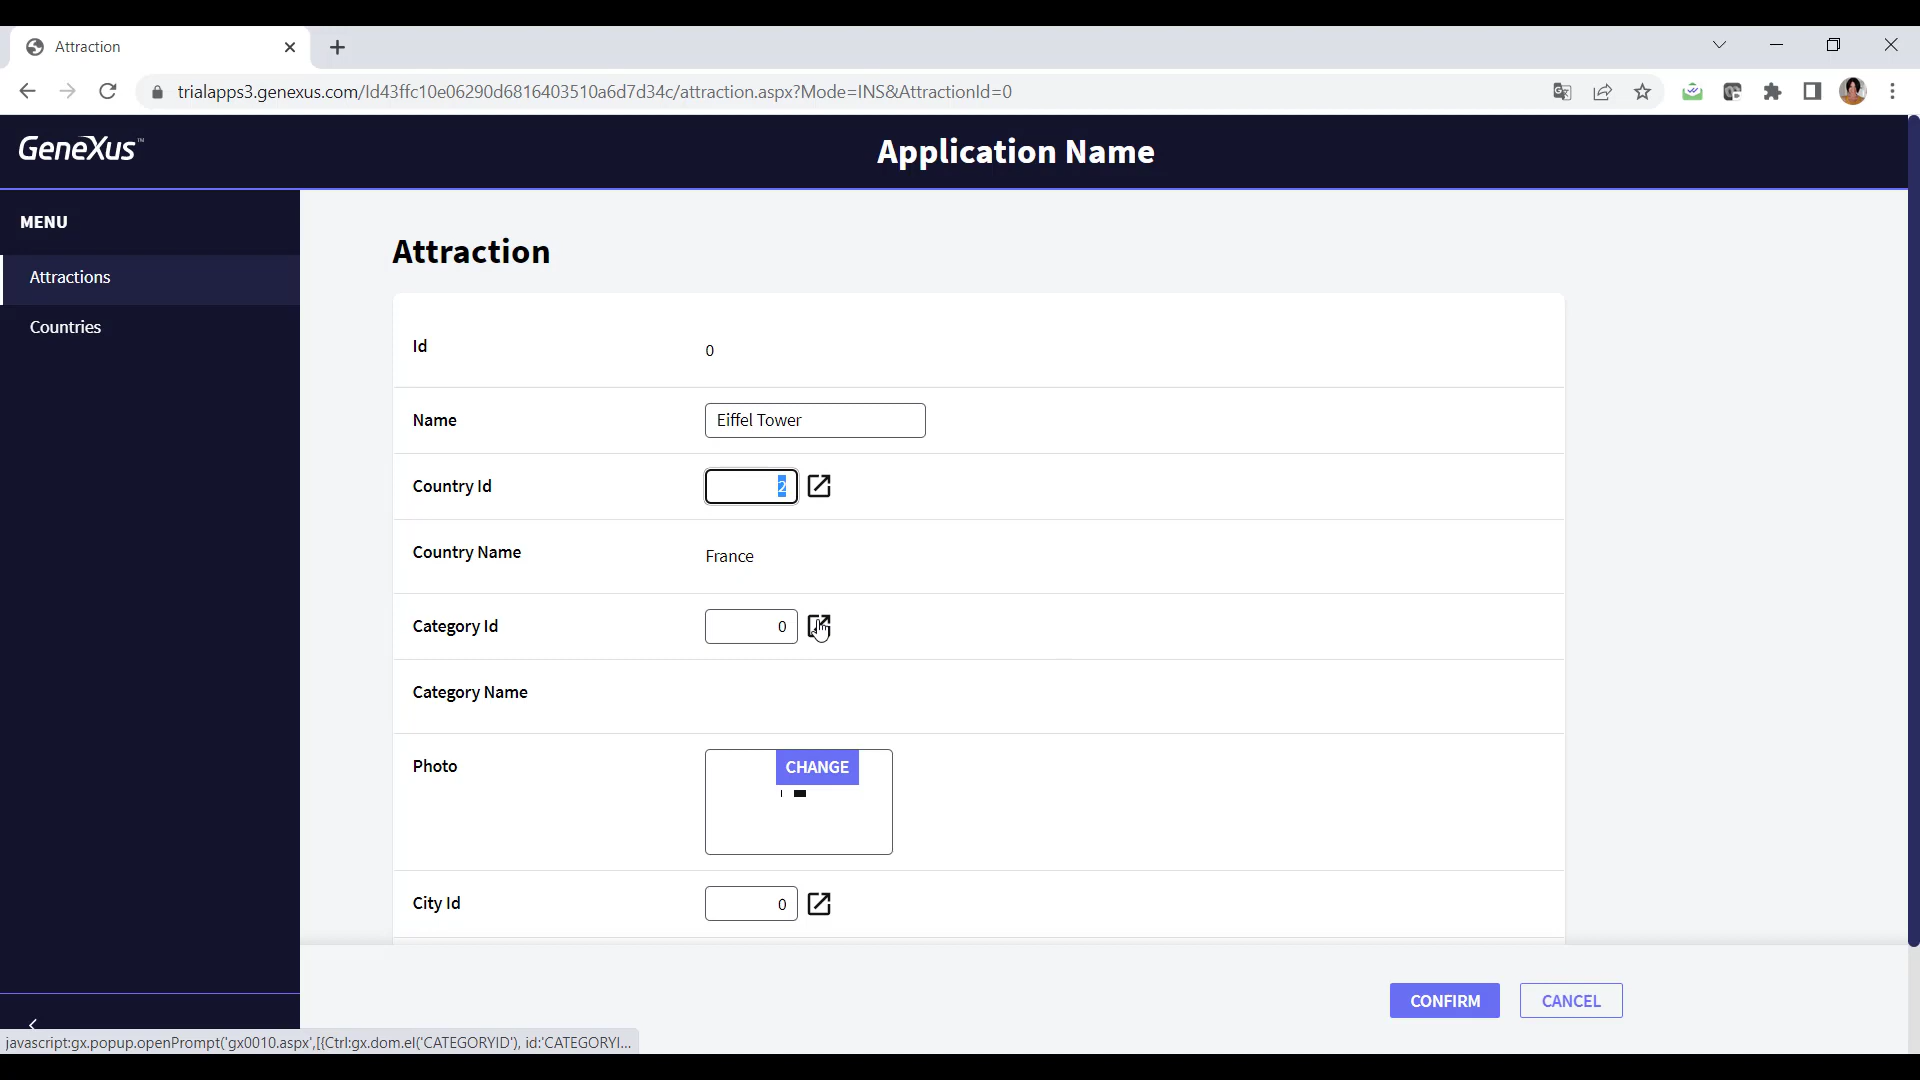 Attraction
trialapps3.genexus.com/Id43ffc10e06290d6816403510a6d7d34c/attraction.aspx?Mode=INS&AttractionId=0
GeneXus™
Application Name
MENU
Attractions
Countries
Attraction
Id 0
Name Eiffel Tower
Country Id 2
Country Name France
Category Id 0
Category Name
Photo CHANGE
City Id 0
CONFIRM CANCEL
javascript:gx.popup.openPrompt('gx0010.aspx',[{Ctrl:gx.dom.el('CATEGORYID'), id:'CATEGORYI...